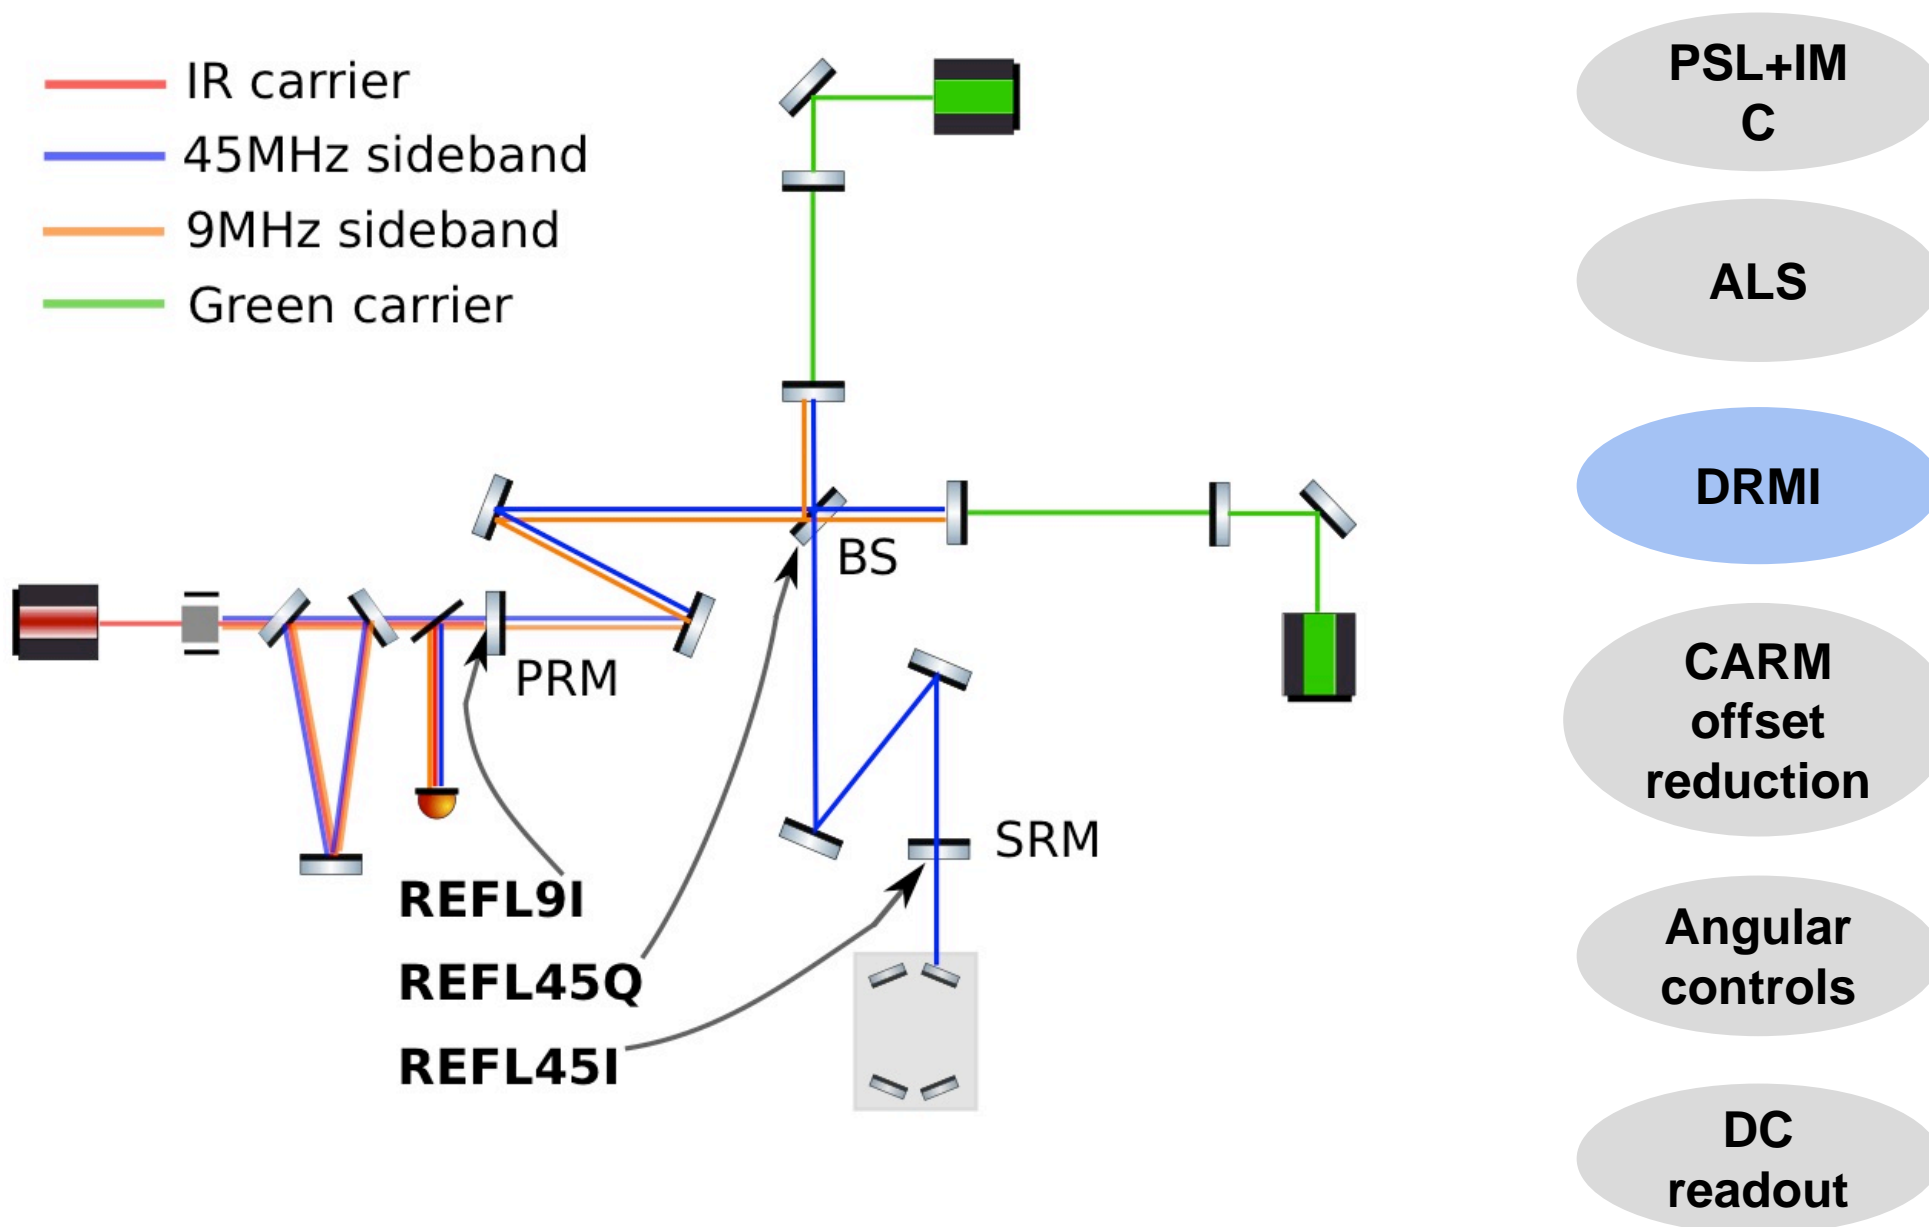 IR carrier
45MHz sideband
9MHz sideband
Green carrier
BS
PRM
SRM
REFL9I
REFL45Q
REFL45I
PSL+IM
C
ALS
DRMI
CARM
offset
reduction
Angular
controls
DC
readout